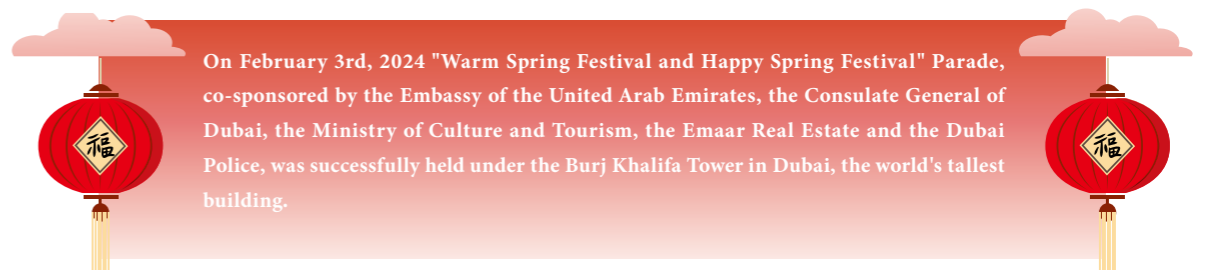 On February 3rd, 2024 "Warm Spring Festival and Happy Spring Festival" Parade,
co-sponsored by the Embassy of the United Arab Emirates, the Consulate General of
Dubai, the Ministry of Culture and Tourism, the Emaar Real Estate and the Dubai
Police, was successfully held under the Burj Khalifa Tower in Dubai, the world's tallest
building.
福
福